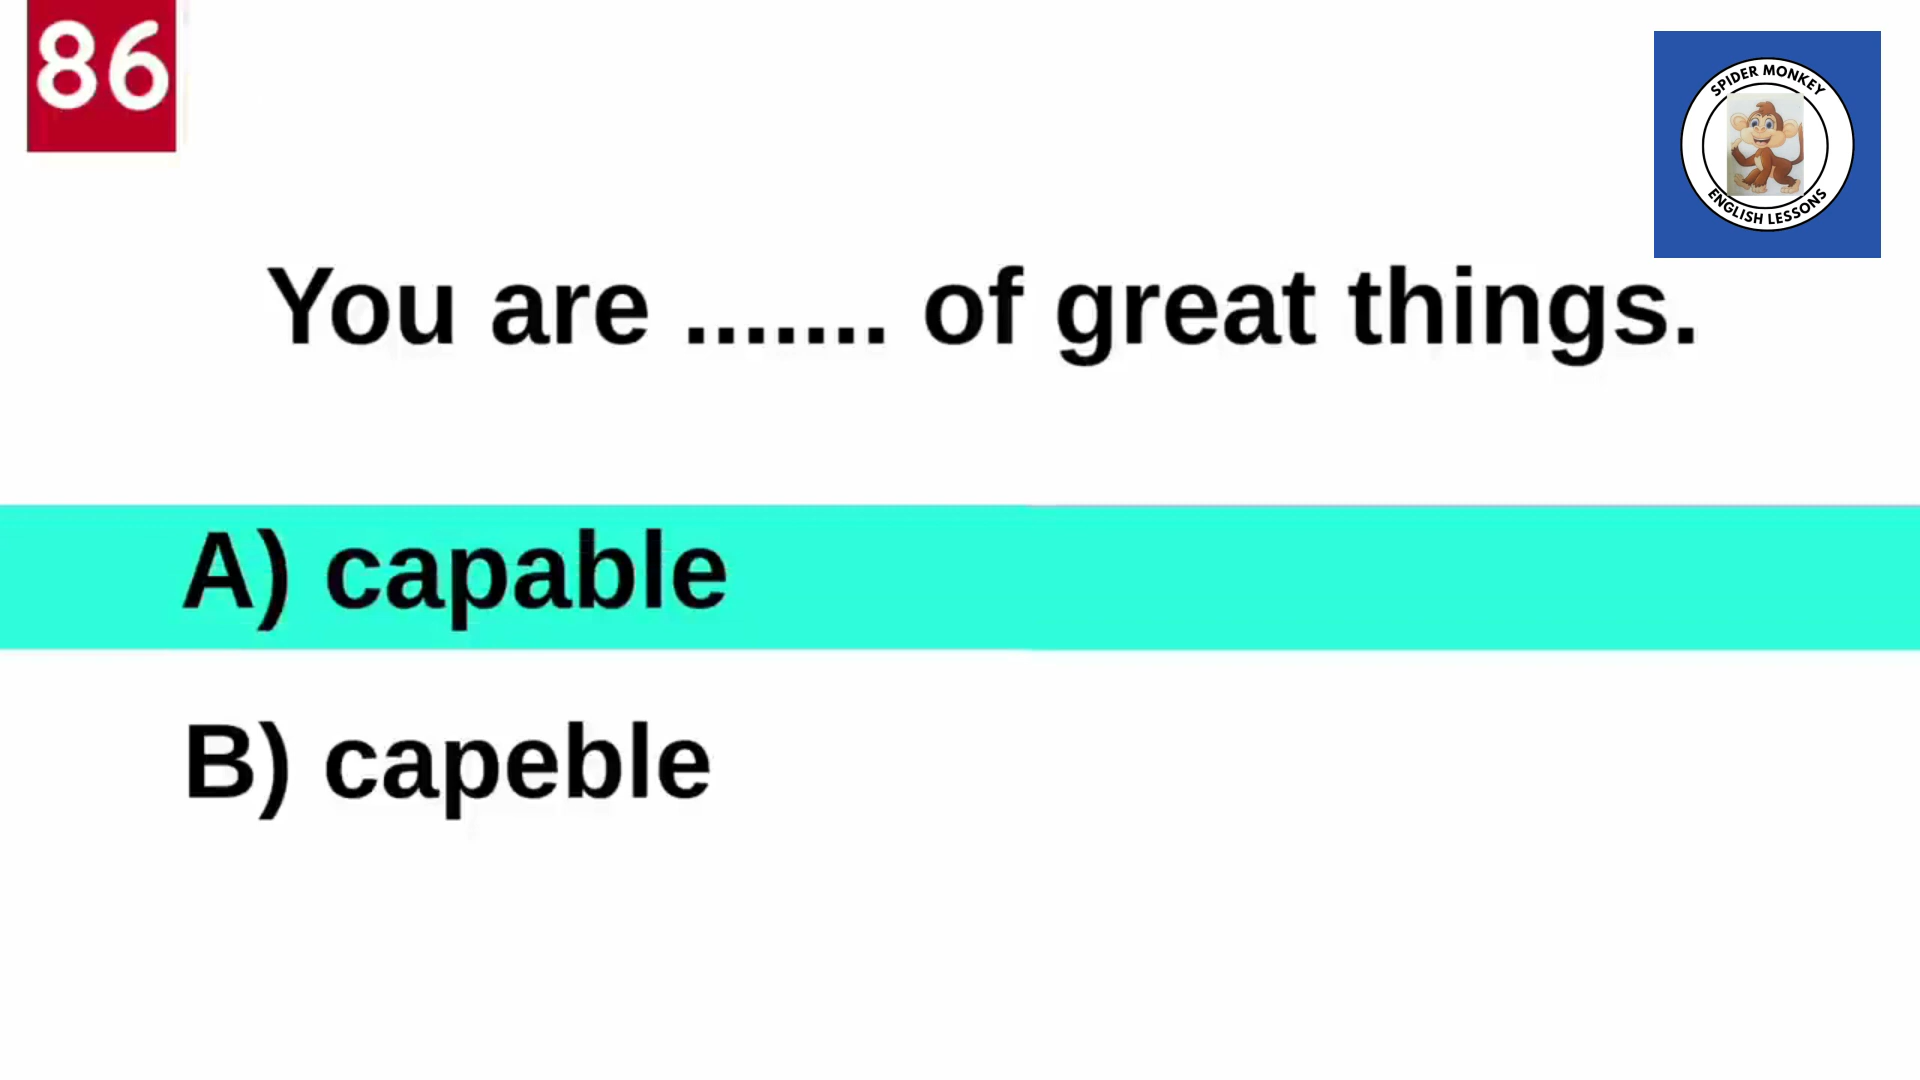 86
SPIDER MONKEY
ENGLISH LESSONS
You are ....... of great things.
A) capable
B) capeble